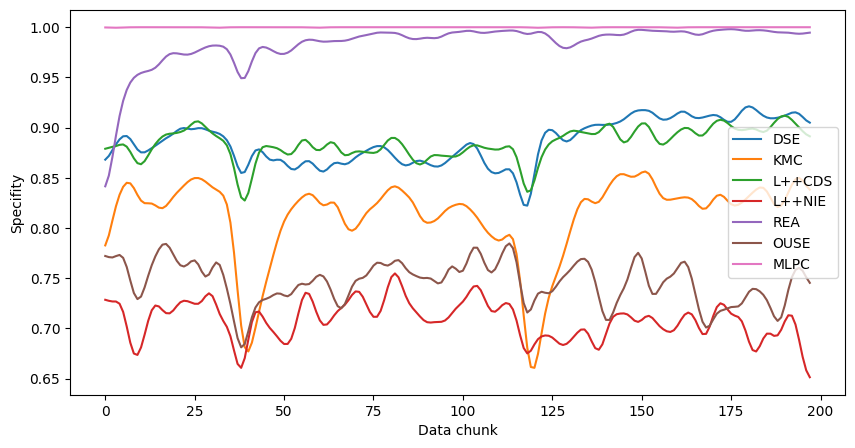 1.00
0.95
0.90
0.85
0.80
0.75
0.70
0.65
Specifity
0
25
50
75
100
125
150
175
200
Data chunk
DSE
KMC
L++CDS
L++NIE
REA
OUSE
MLPC